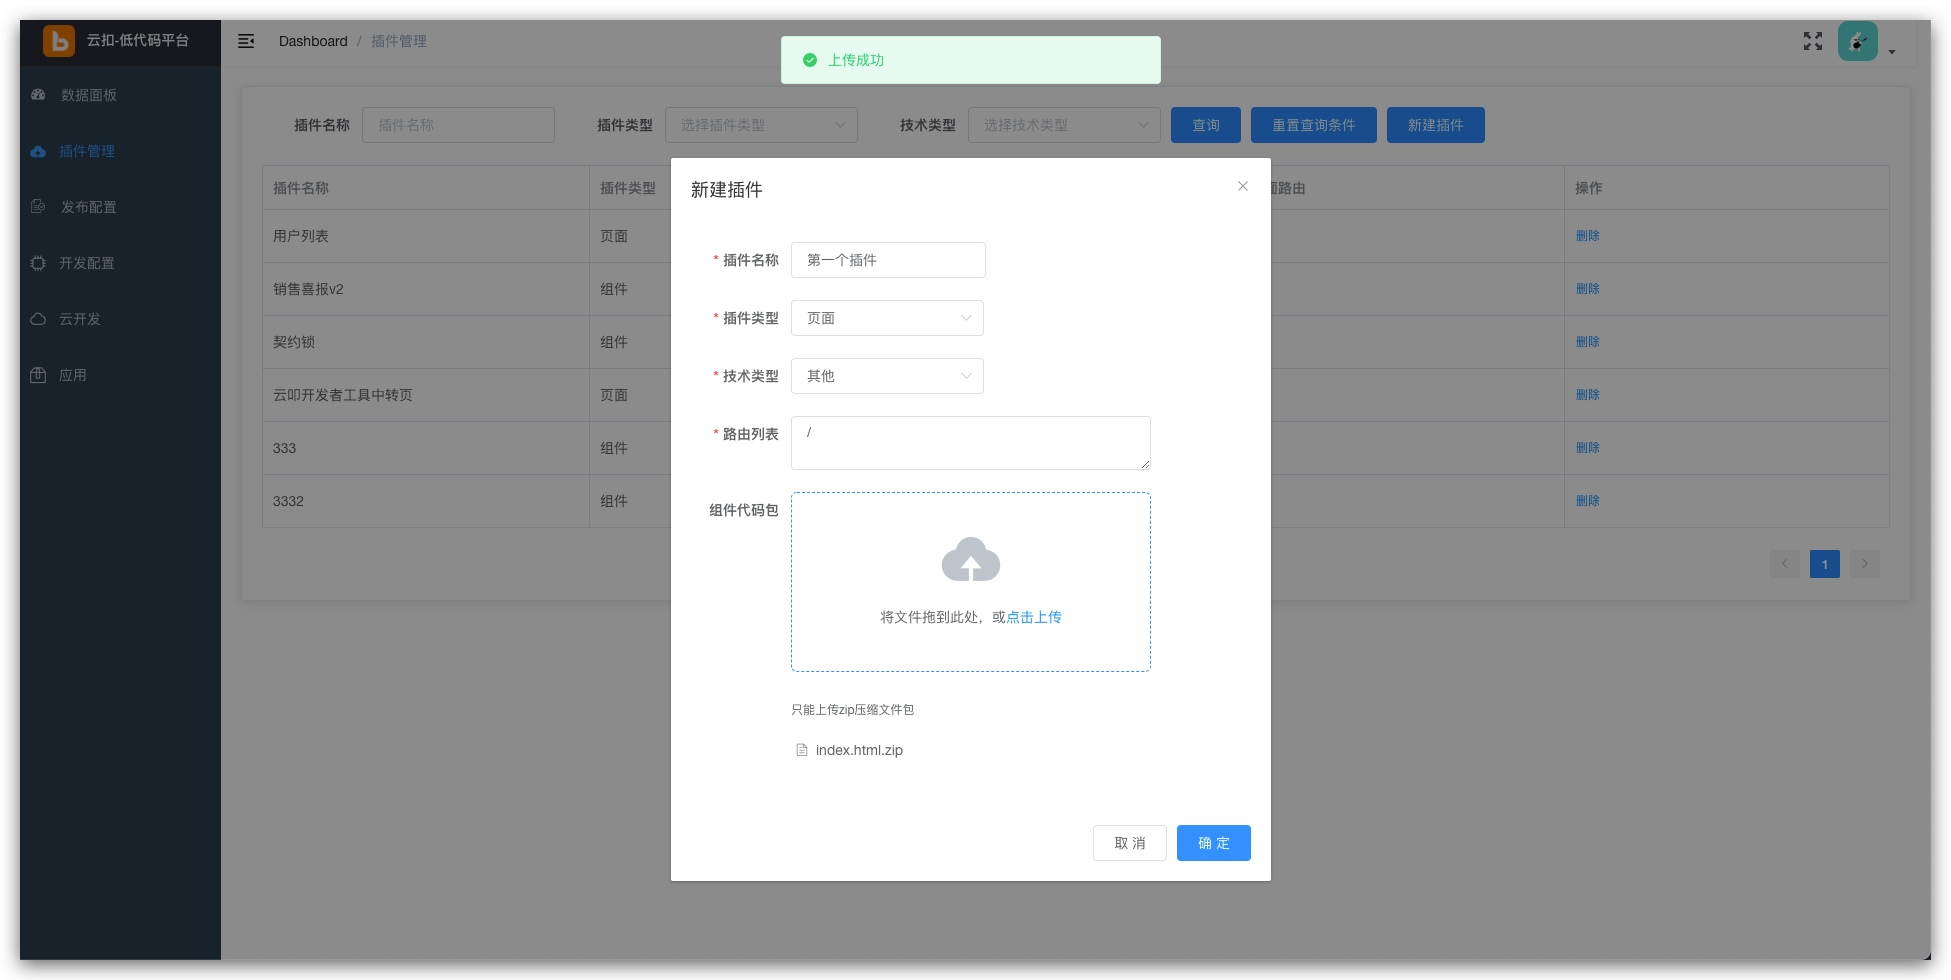 云扣-低代码平台
Dashboard / 插件管理
上传成功
数据面板
插件管理
发布配置
开发配置
云开发
应用
插件名称 插件名称 插件类型 选择插件类型 技术类型 选择技术类型 查询 重置查询条件 新建插件
插件名称 插件类型 路由 操作
用户列表 页面 删除
销售喜报v2 组件 删除
契约锁 组件 删除
云叩开发者工具中转页 页面 删除
333 组件 删除
3332 组件 删除
1
新建插件
* 插件名称 第一个插件
* 插件类型 页面
* 技术类型 其他
* 路由列表 /
组件代码包
将文件拖到此处，或点击上传
只能上传zip压缩文件包
index.html.zip
取 消 确 定